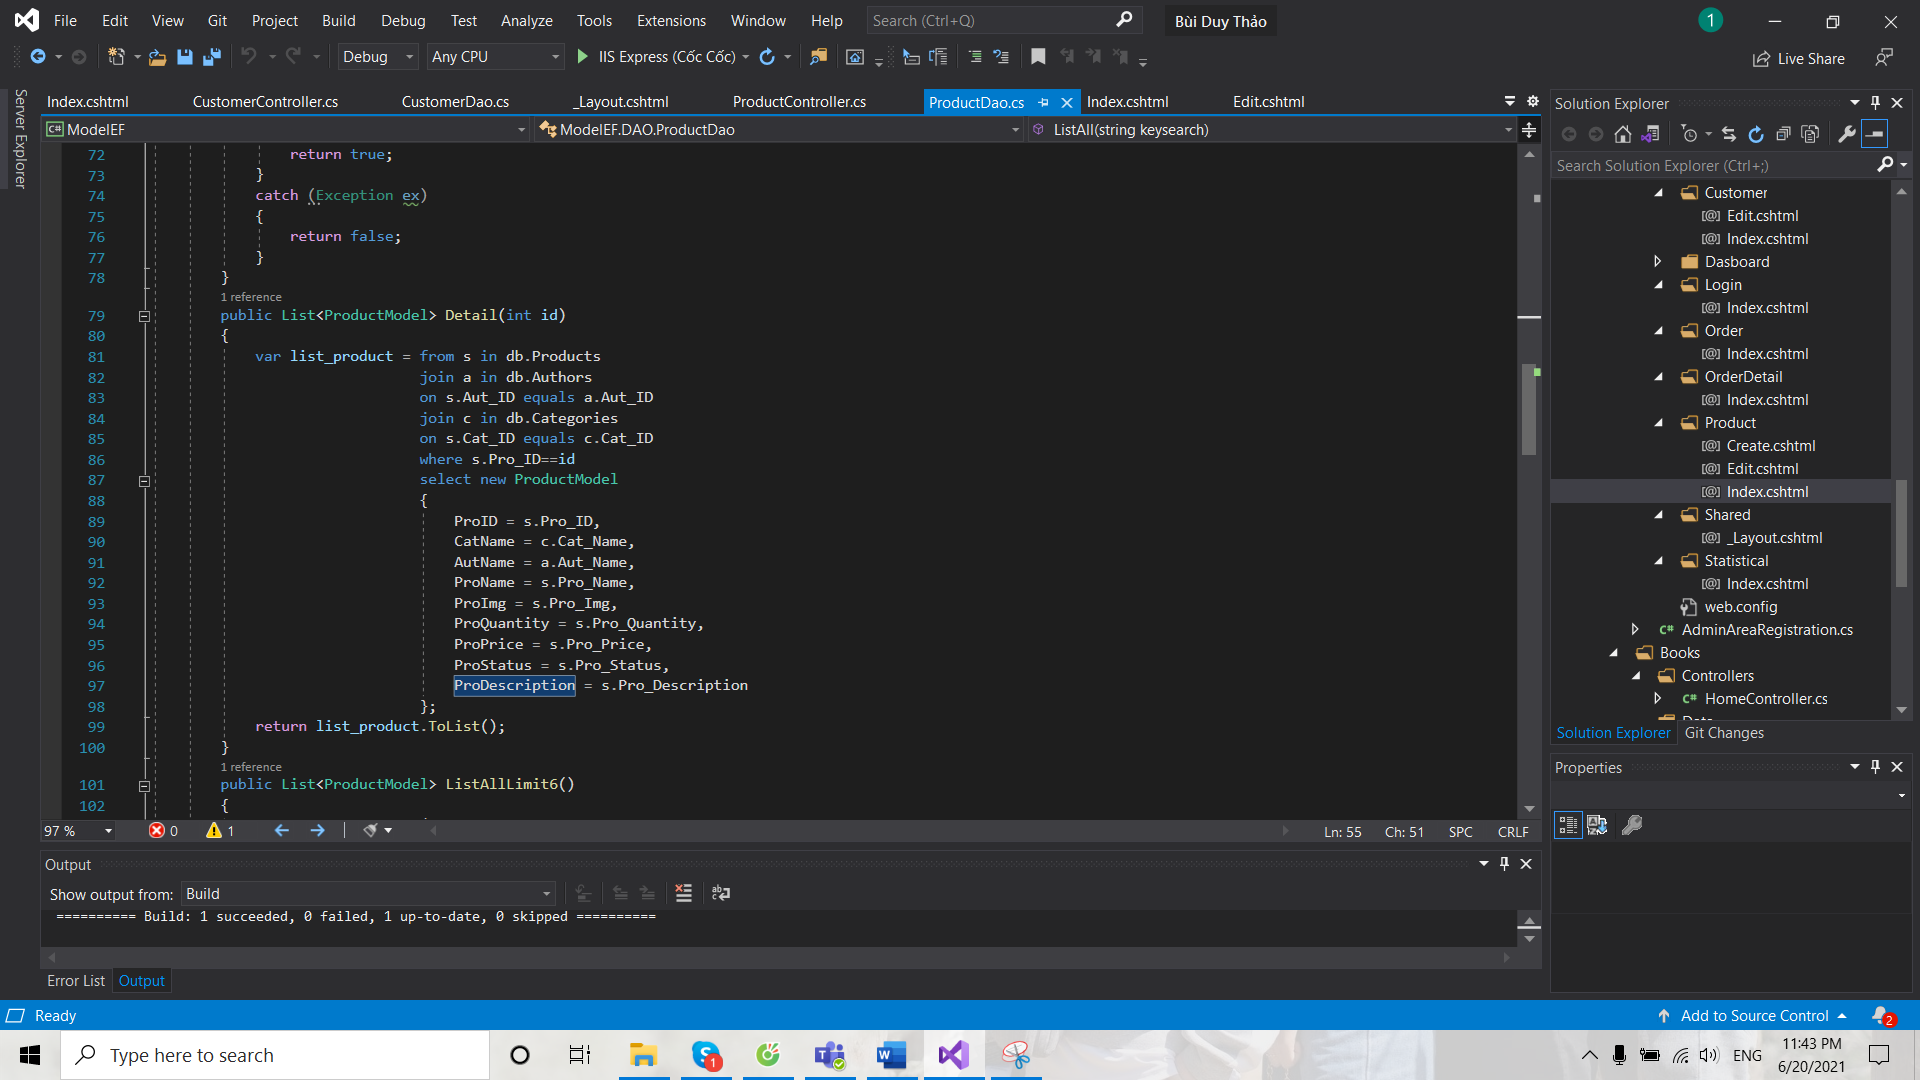 File Edit View Git Project Build Debug Test Analyze Tools Extensions Window Help Search (Ctrl+Q) Bùi Duy Thảo 1
Debug Any CPU IIS Express (Cốc Cốc) Live Share
Server Explorer
Index.cshtml CustomerController.cs CustomerDao.cs _Layout.cshtml ProductController.cs ProductDao.cs Index.cshtml Edit.cshtml
C# ModelEF ModelEF.DAO.ProductDao ListAll(string keysearch)
72 return true;
73 }
74 catch (Exception ex)
75 {
76 return false;
77 }
78 }
1 reference
79 public List<ProductModel> Detail(int id)
80 {
81 var list_product = from s in db.Products
82 join a in db.Authors
83 on s.Aut_ID equals a.Aut_ID
84 join c in db.Categories
85 on s.Cat_ID equals c.Cat_ID
86 where s.Pro_ID==id
87 select new ProductModel
88 {
89 ProID = s.Pro_ID,
90 CatName = c.Cat_Name,
91 AutName = a.Aut_Name,
92 ProName = s.Pro_Name,
93 ProImg = s.Pro_Img,
94 ProQuantity = s.Pro_Quantity,
95 ProPrice = s.Pro_Price,
96 ProStatus = s.Pro_Status,
97 ProDescription = s.Pro_Description
98 };
99 return list_product.ToList();
100 }
1 reference
101 public List<ProductModel> ListAllLimit6()
102 {
97 % 0 1 Ln: 55 Ch: 51 SPC CRLF
Output
Show output from: Build
========== Build: 1 succeeded, 0 failed, 1 up-to-date, 0 skipped ==========
Error List Output
Solution Explorer
Search Solution Explorer (Ctrl+;)
Customer
[@] Edit.cshtml
[@] Index.cshtml
Dasboard
Login
[@] Index.cshtml
Order
[@] Index.cshtml
OrderDetail
[@] Index.cshtml
Product
[@] Create.cshtml
[@] Edit.cshtml
[@] Index.cshtml
Shared
[@] _Layout.cshtml
Statistical
[@] Index.cshtml
web.config
C# AdminAreaRegistration.cs
Books
Controllers
C# HomeController.cs
Solution Explorer Git Changes
Properties
Ready Add to Source Control 2
Type here to search 1 ENG 11:43 PM
6/20/2021